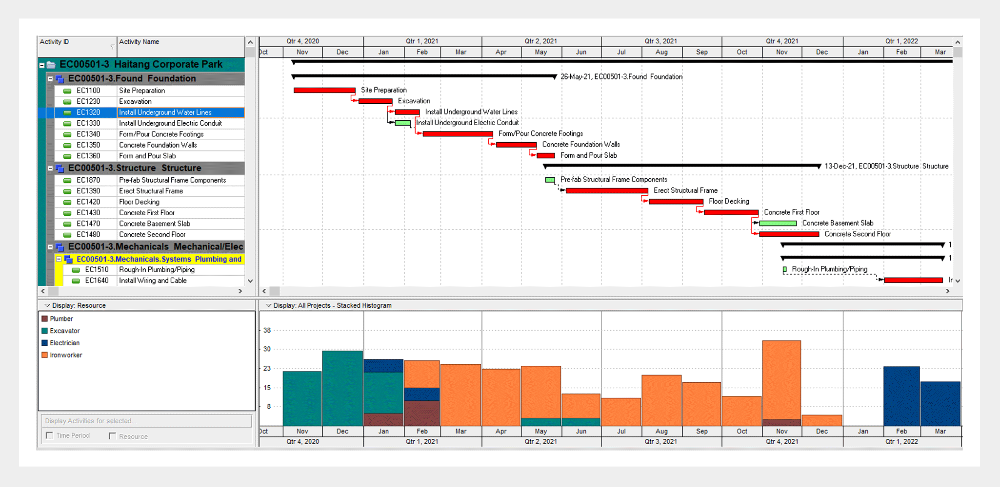 Activity ID Activity Name
Qtr 4, 2020 Qtr 1, 2021 Qtr 2, 2021 Qtr 3, 2021 Qtr 4, 2021 Qtr 1, 2022
Oct Nov Dec Jan Feb Mar Apr May Jun Jul Aug Sep Oct Nov Dec Jan Feb Mar
EC00501-3 Haitang Corporate Park
EC00501-3.Found Foundation 26-May-21, EC00501-3.Found Foundation
EC1100 Site Preparation Site Preparation
EC1230 Excavation Excavation
EC1320 Install Underground Water Lines Install Underground Water Lines
EC1330 Install Underground Electric Conduit Install Underground Electric Conduit
EC1340 Form/Pour Concrete Footings Form/Pour Concrete Footings
EC1350 Concrete Foundation Walls Concrete Foundation Walls
EC1360 Form and Pour Slab Form and Pour Slab
EC00501-3.Structure Structure 13-Dec-21, EC00501-3.Structure Structure
EC1870 Pre-fab Structural Frame Components Pre-fab Structural Frame Components
EC1390 Erect Structural Frame Erect Structural Frame
EC1420 Floor Decking Floor Decking
EC1430 Concrete First Floor Concrete First Floor
EC1470 Concrete Basement Slab Concrete Basement Slab
EC1480 Concrete Second Floor Concrete Second Floor
EC00501-3.Mechanicals Mechanical/Elec 1
EC00501-3.Mechanicals.Systems Plumbing and 1
EC1510 Rough-In Plumbing/Piping Rough-In Plumbing/Piping
EC1640 Install Wiring and Cable
Display: Resource
Plumber
Excavator
Electrician
Ironworker
Display Activities for selected...
Time Period Resource
Display: All Projects - Stacked Histogram
38
30
23
15
8
Oct Nov Dec Jan Feb Mar Apr May Jun Jul Aug Sep Oct Nov Dec Jan Feb Mar
Qtr 4, 2020 Qtr 1, 2021 Qtr 2, 2021 Qtr 3, 2021 Qtr 4, 2021 Qtr 1, 2022